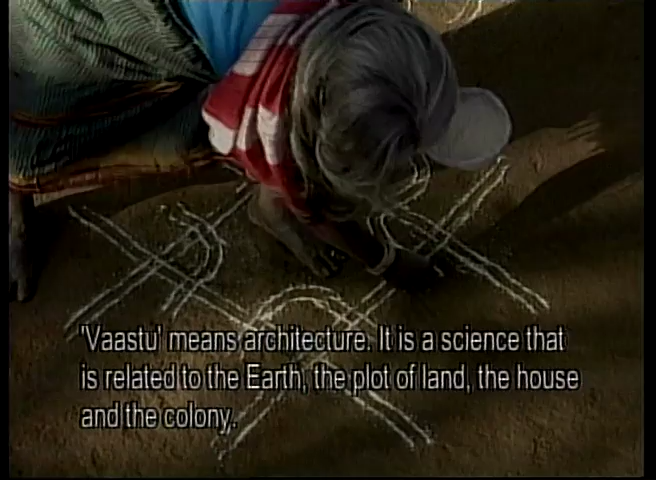 'Vaastu' means architecture. It is a science that
is related to the Earth, the plot of land, the house
and the colony.